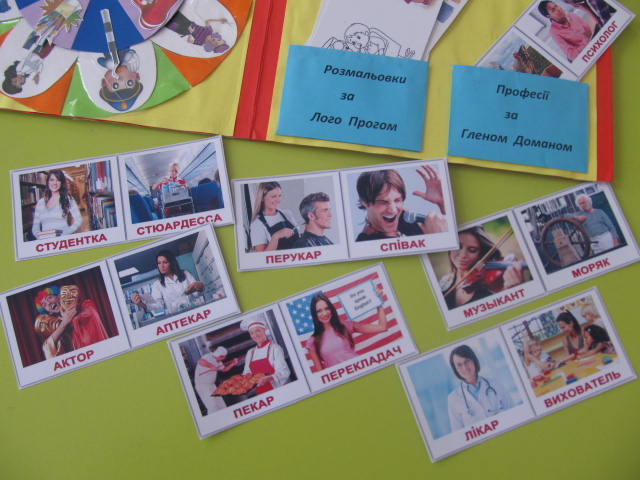 Розмальовки
за
Лого Прогом
Професії
за
Гленом Доманом
ПСИХОЛОГ
СТУДЕНТКА
СТЮАРДЕССА
ПЕРУКАР
СПІВАК
МУЗЫКАНТ
МОРЯК
АКТОР
АПТЕКАР
ПЕКАР
ПЕРЕКЛАДАЧ
ЛІКАР
ВИХОВАТЕЛЬ